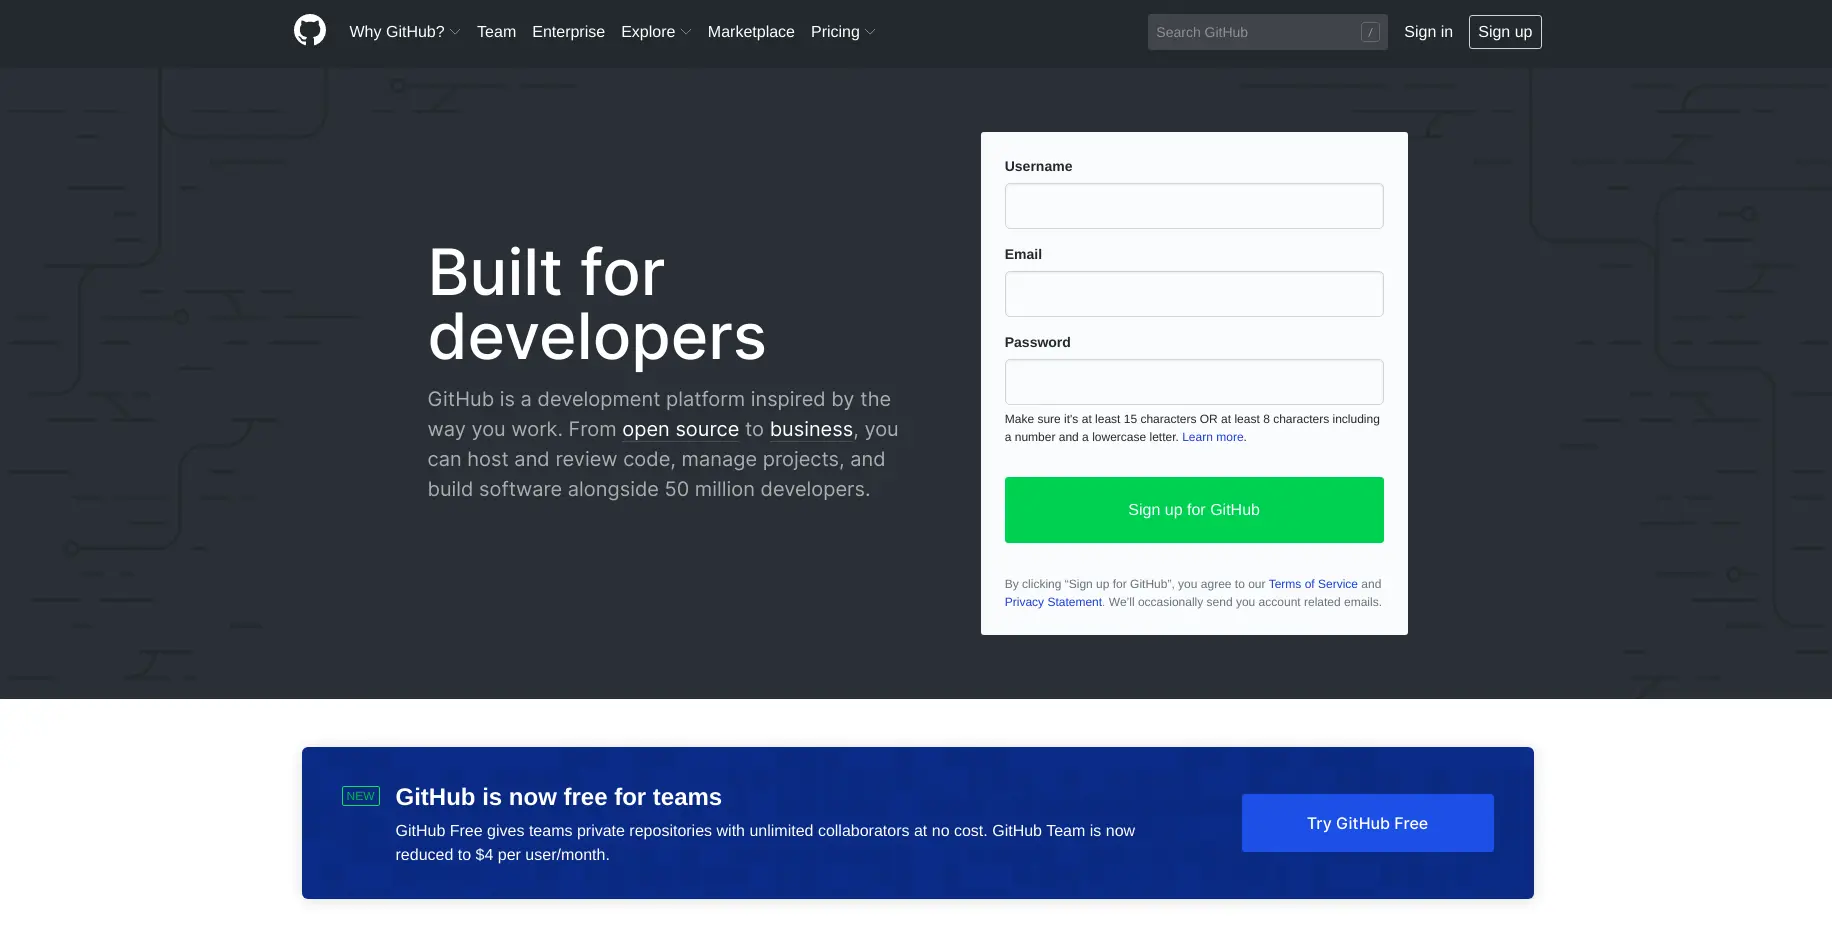 Why GitHub? Team Enterprise Explore Marketplace Pricing Search GitHub / Sign in Sign up
Built for
developers
GitHub is a development platform inspired by the
way you work. From open source to business, you
can host and review code, manage projects, and
build software alongside 50 million developers.
Username
Email
Password
Make sure it's at least 15 characters OR at least 8 characters including
a number and a lowercase letter. Learn more.
Sign up for GitHub
By clicking “Sign up for GitHub”, you agree to our Terms of Service and
Privacy Statement. We’ll occasionally send you account related emails.
NEW GitHub is now free for teams
GitHub Free gives teams private repositories with unlimited collaborators at no cost. GitHub Team is now
reduced to $4 per user/month.
Try GitHub Free